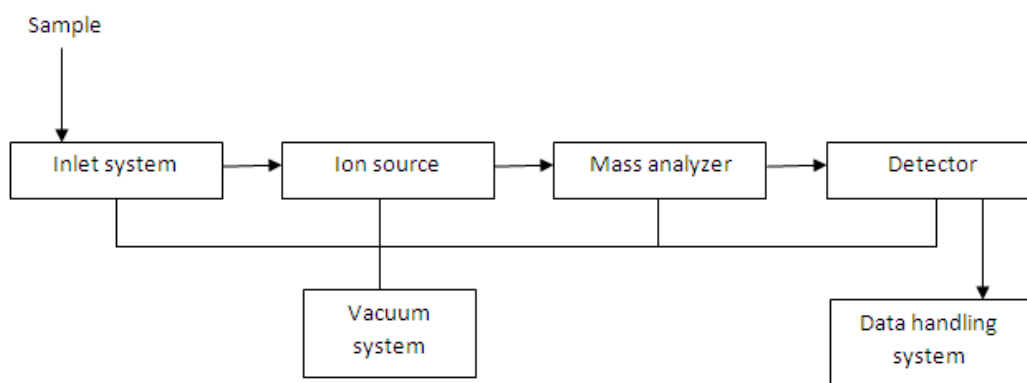 Sample
Inlet system
Ion source
Mass analyzer
Detector
Vacuum
system
Data handling
system